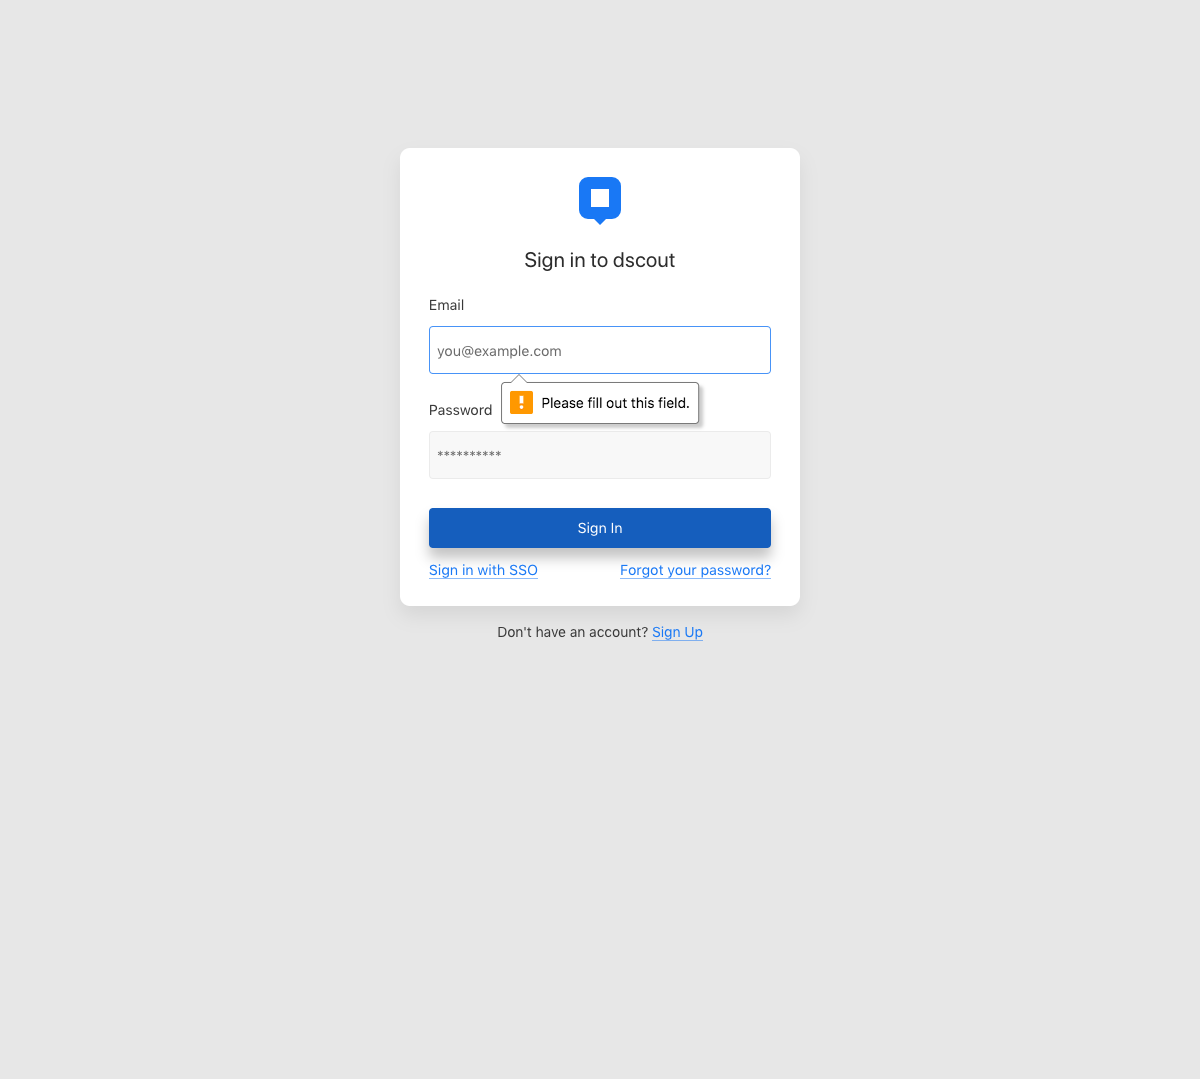 Sign in to dscout
Email
you@example.com
Please fill out this field.
Password
**********
Sign In
Sign in with SSO
Forgot your password?
Don't have an account? Sign Up